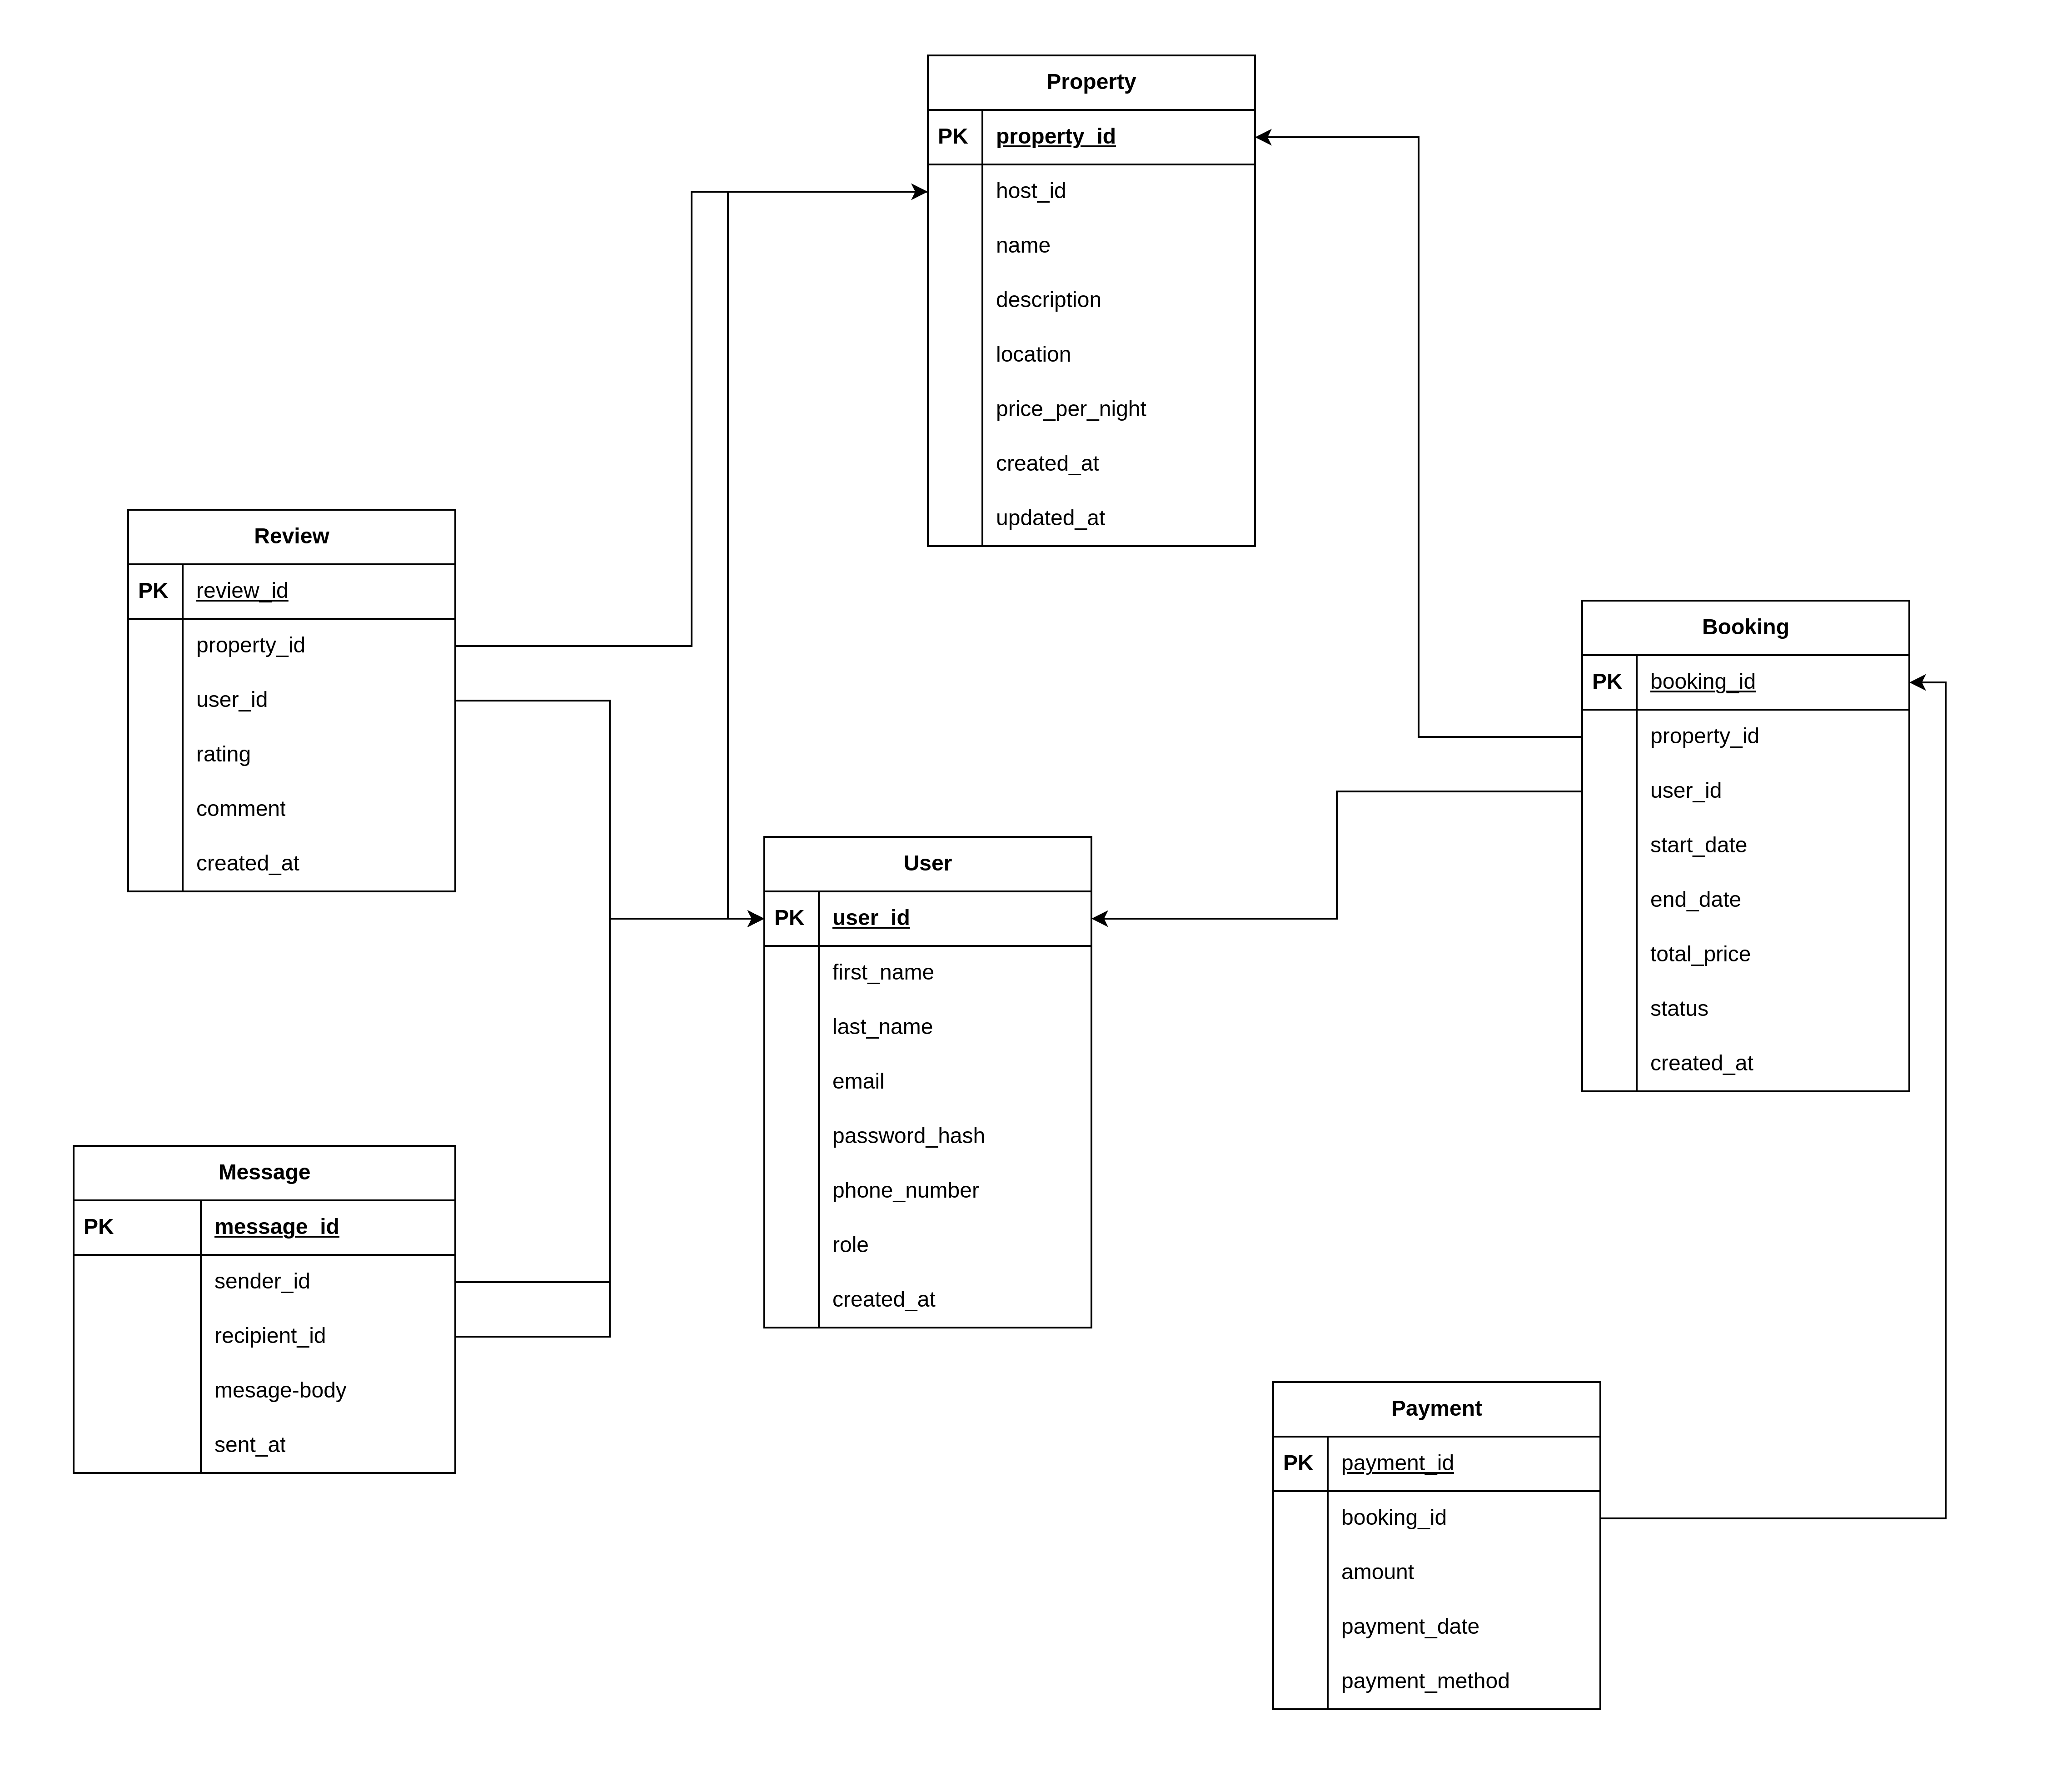 Property
PK property_id
host_id
name
description
location
price_per_night
created_at
updated_at
Review
PK review_id
property_id
user_id
rating
comment
created_at
Booking
PK booking_id
property_id
user_id
start_date
end_date
total_price
status
created_at
User
PK user_id
first_name
last_name
email
password_hash
phone_number
role
created_at
Message
PK message_id
sender_id
recipient_id
mesage-body
sent_at
Payment
PK payment_id
booking_id
amount
payment_date
payment_method